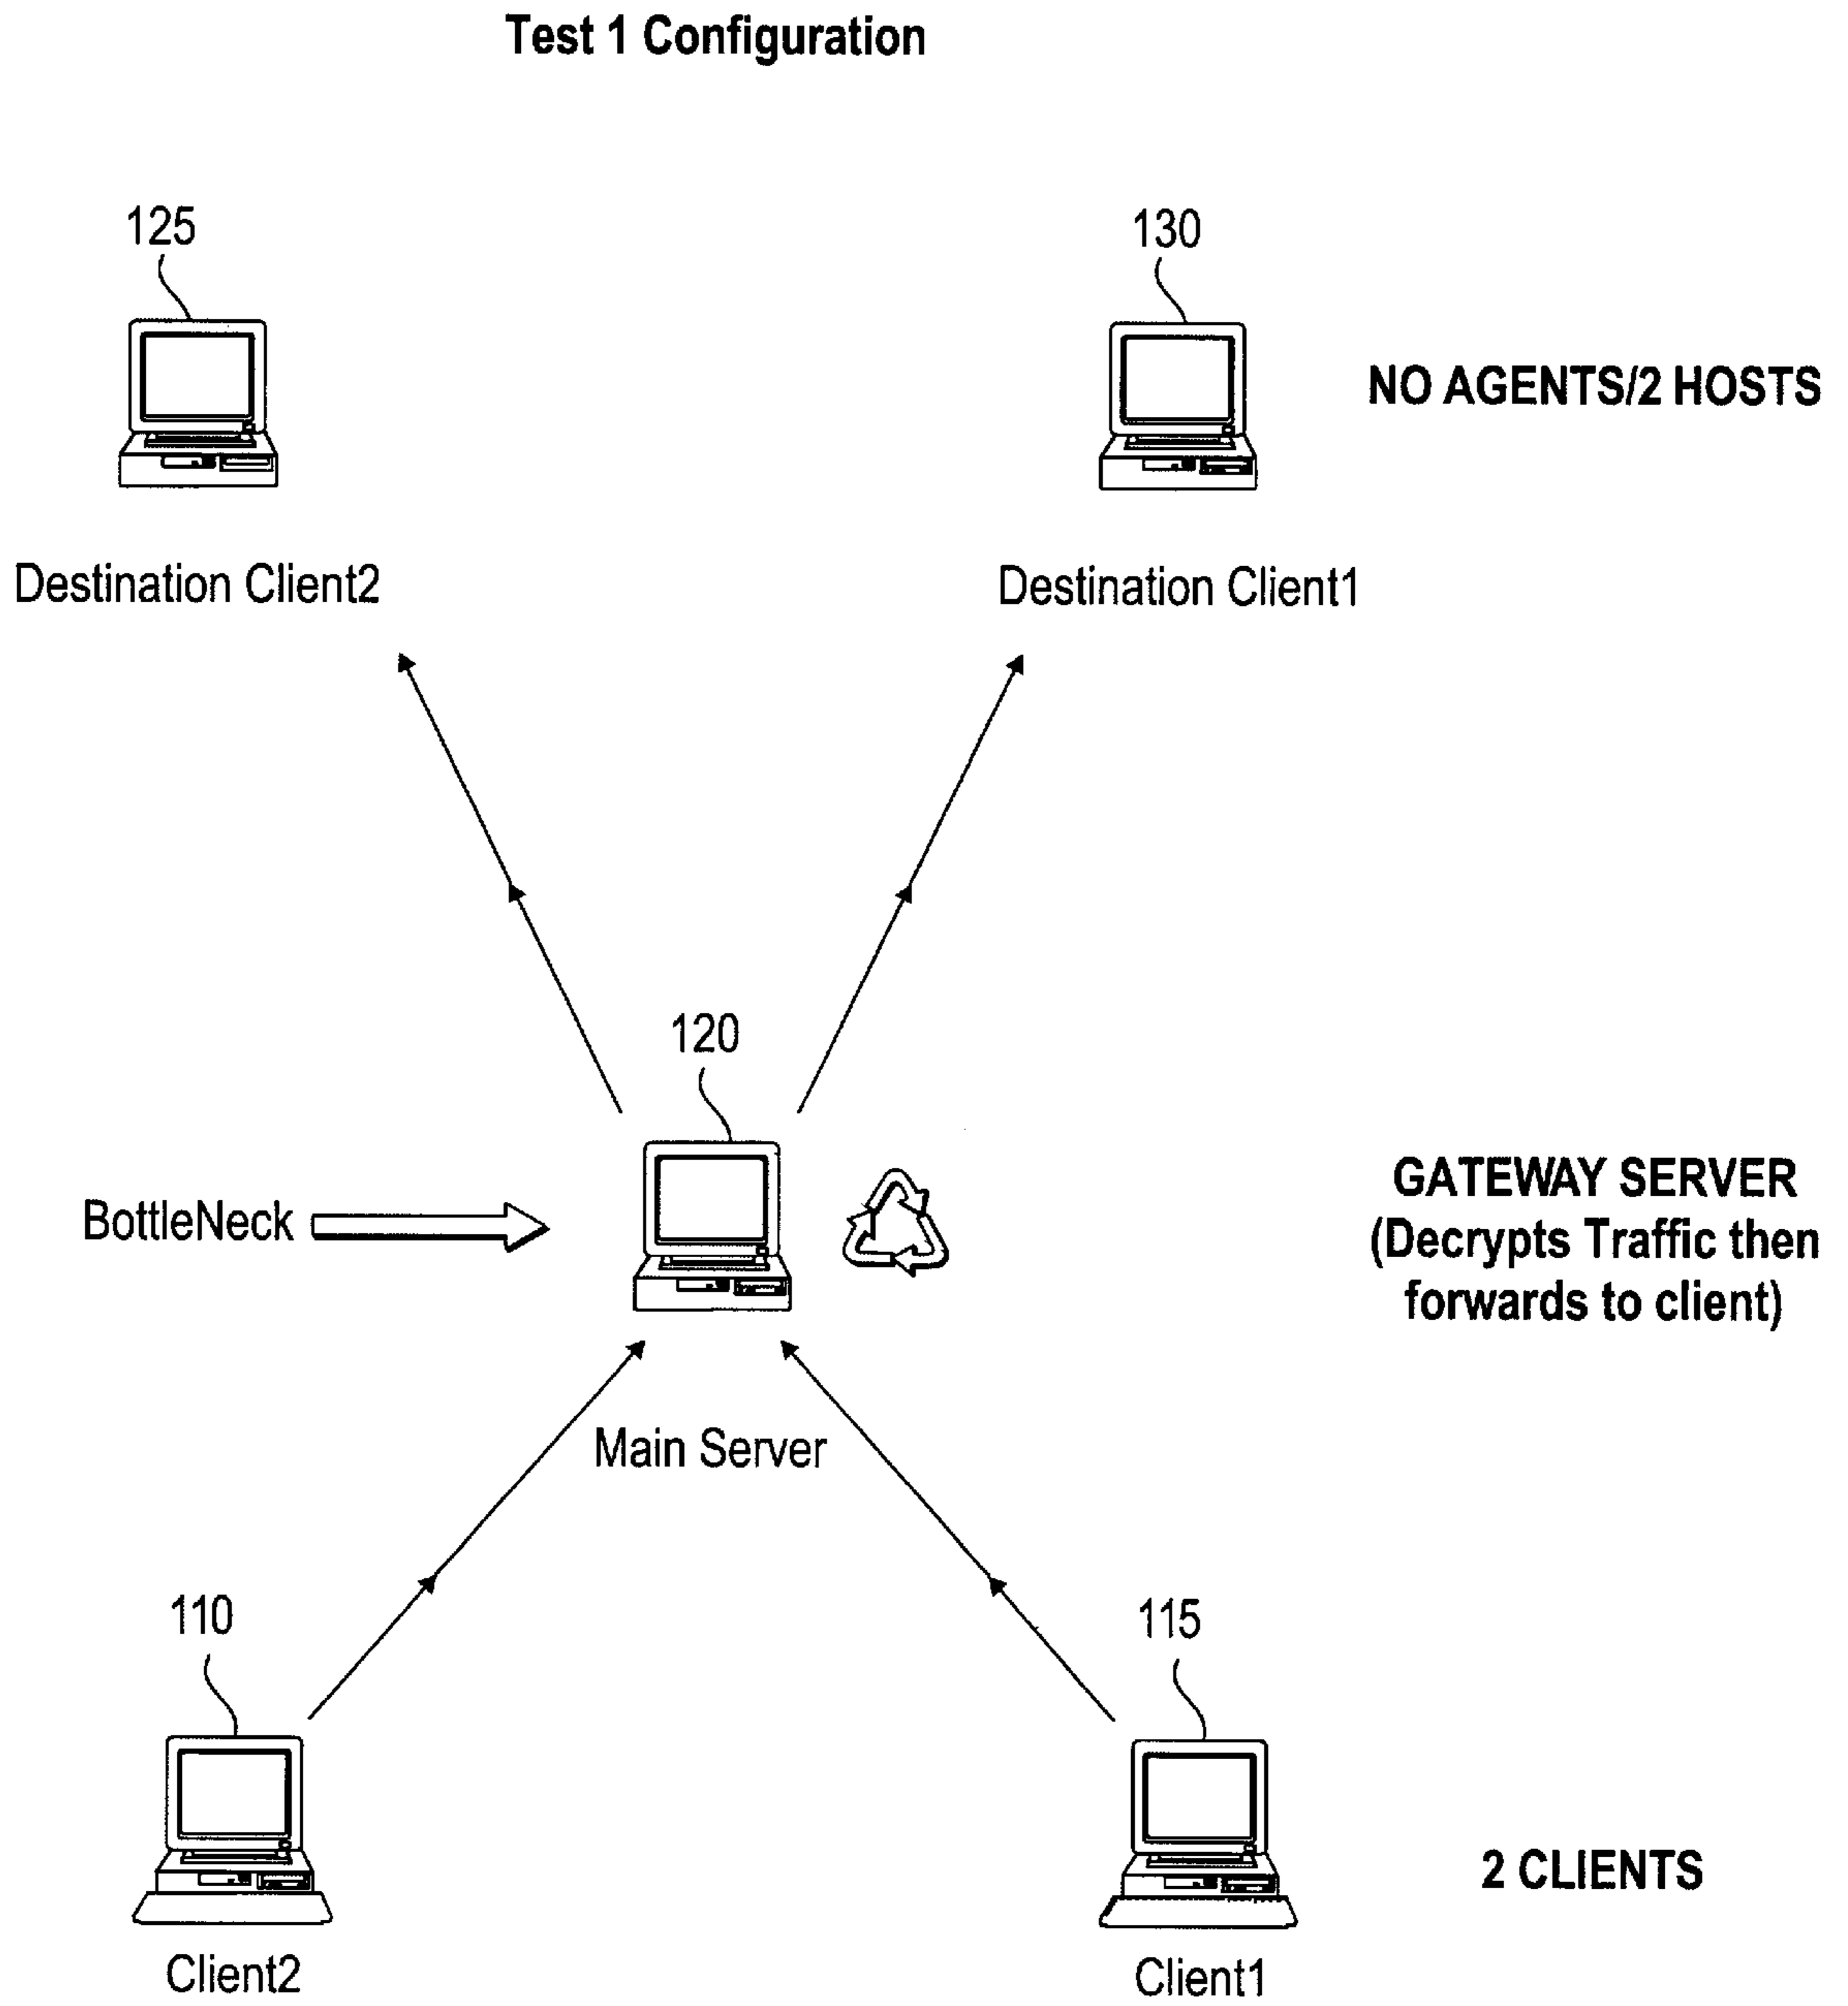 Test 1 Configuration
125
130
NO AGENTS/2 HOSTS
Destination Client2
Destination Client1
120
BottleNeck
GATEWAY SERVER
(Decrypts Traffic then
forwards to client)
Main Server
110
115
2 CLIENTS
Client2
Client1